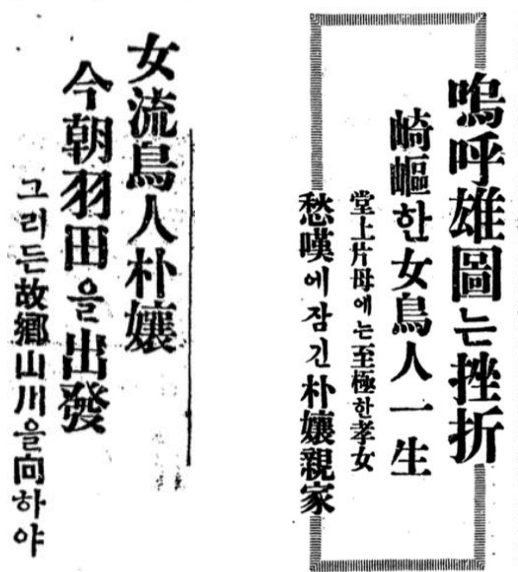 嗚呼雄圖는挫折
崎嶇한女鳥人一生
堂上片母에는至極한孝女
愁嘆에잠긴朴孃親家
女流鳥人朴孃
今朝羽田을出發
그리든故鄕山川을向하야